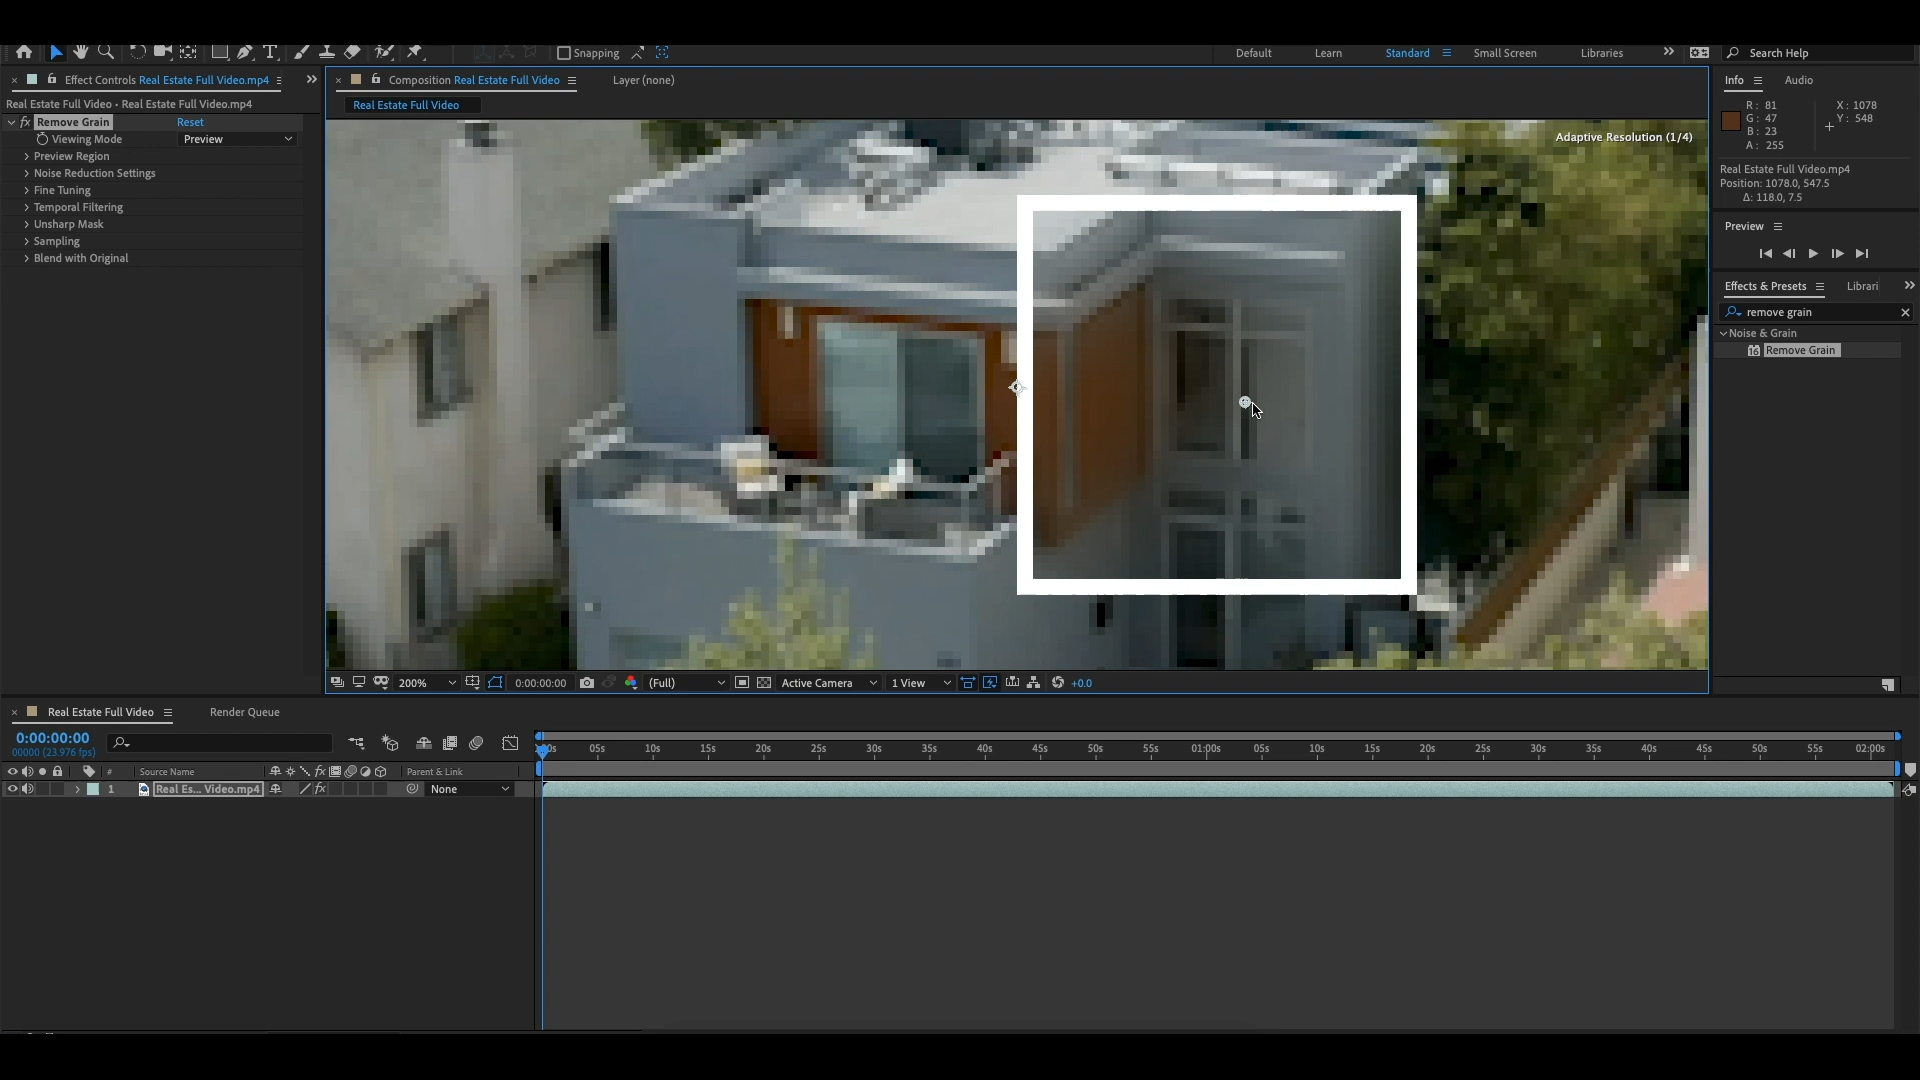 Snapping
Default
Learn
Standard
Small Screen
Libraries
Search Help
Effect Controls Real Estate Full Video.mp4
Composition Real Estate Full Video
Layer (none)
Info
Audio
Real Estate Full Video • Real Estate Full Video.mp4
Real Estate Full Video
fx Remove Grain
Reset
Viewing Mode
Preview
Preview Region
Noise Reduction Settings
Fine Tuning
Temporal Filtering
Unsharp Mask
Sampling
Blend with Original
Adaptive Resolution (1/4)
R: 81
G: 47
B: 23
A: 255
X: 1078
Y: 548
Real Estate Full Video.mp4
Position: 1078.0, 547.5
Δ: 118.0, 7.5
Preview
Effects & Presets
Librari
remove grain
Noise & Grain
16 Remove Grain
200%
0:00:00:00
(Full)
Active Camera
1 View
+0.0
Real Estate Full Video
Render Queue
0:00:00:00
00000 (23.976 fps)
05s
10s
15s
20s
25s
30s
35s
40s
45s
50s
55s
01:00s
05s
10s
15s
20s
25s
30s
35s
40s
45s
50s
55s
02:00s
#
Source Name
fx
Parent & Link
1
Real Es... Video.mp4
fx
None